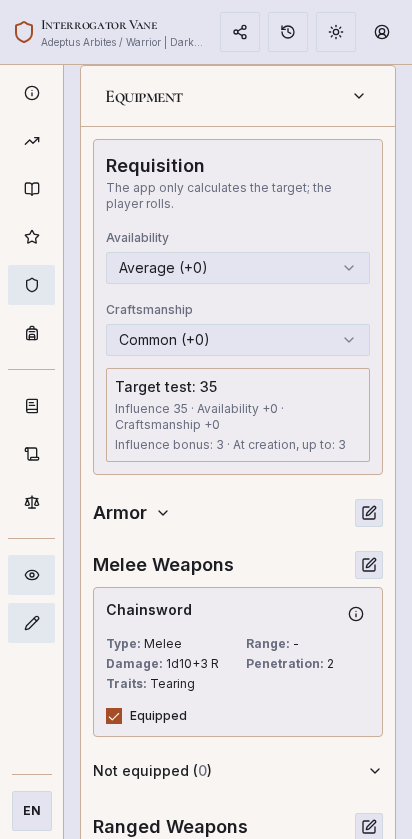 Interrogator Vane
Adeptus Arbites / Warrior | Dark...
Equipment
Requisition
The app only calculates the target; the
player rolls.
Availability
Average (+0)
Craftsmanship
Common (+0)
Target test: 35
Influence 35 · Availability +0 ·
Craftsmanship +0
Influence bonus: 3 · At creation, up to: 3
Armor
Melee Weapons
Chainsword
Type: Melee Range: -
Damage: 1d10+3 R Penetration: 2
Traits: Tearing
Equipped
Not equipped (0)
Ranged Weapons
EN